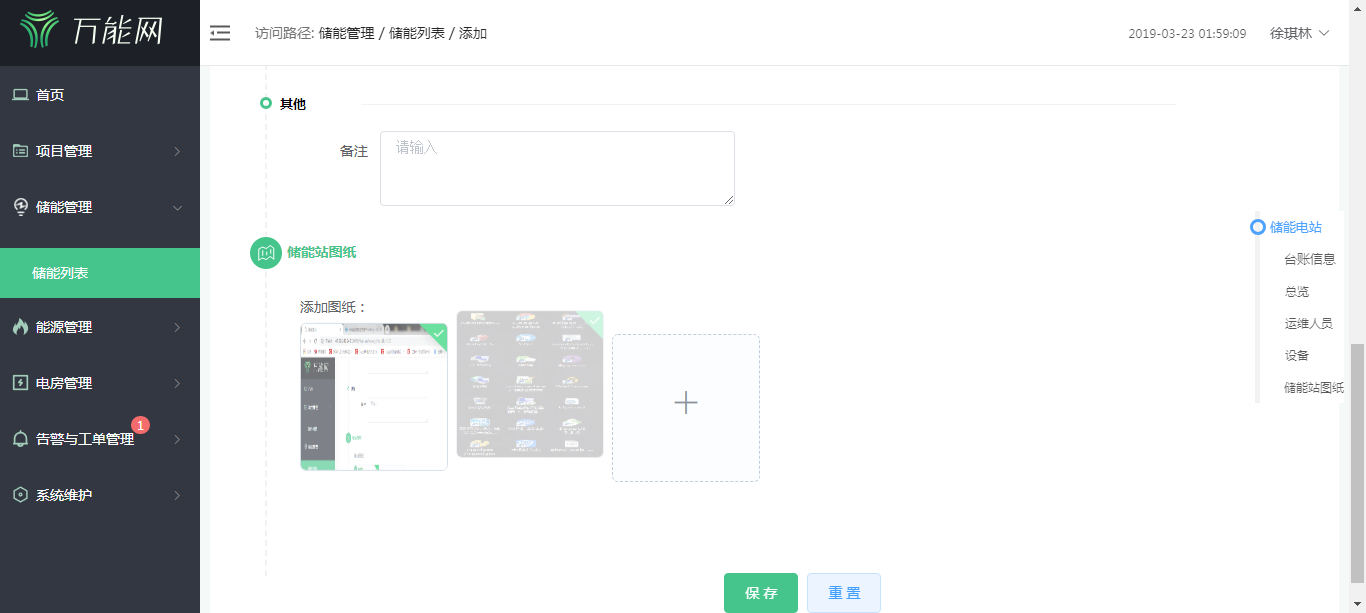 万能网
访问路径: 储能管理 / 储能列表 / 添加
2019-03-23 01:59:09
徐琪林
首页
项目管理
储能管理
储能列表
能源管理
电房管理
告警与工单管理
1
系统维护
其他
备注
请输入
储能站图纸
添加图纸：
保存
重置
储能电站
台账信息
总览
运维人员
设备
储能站图纸